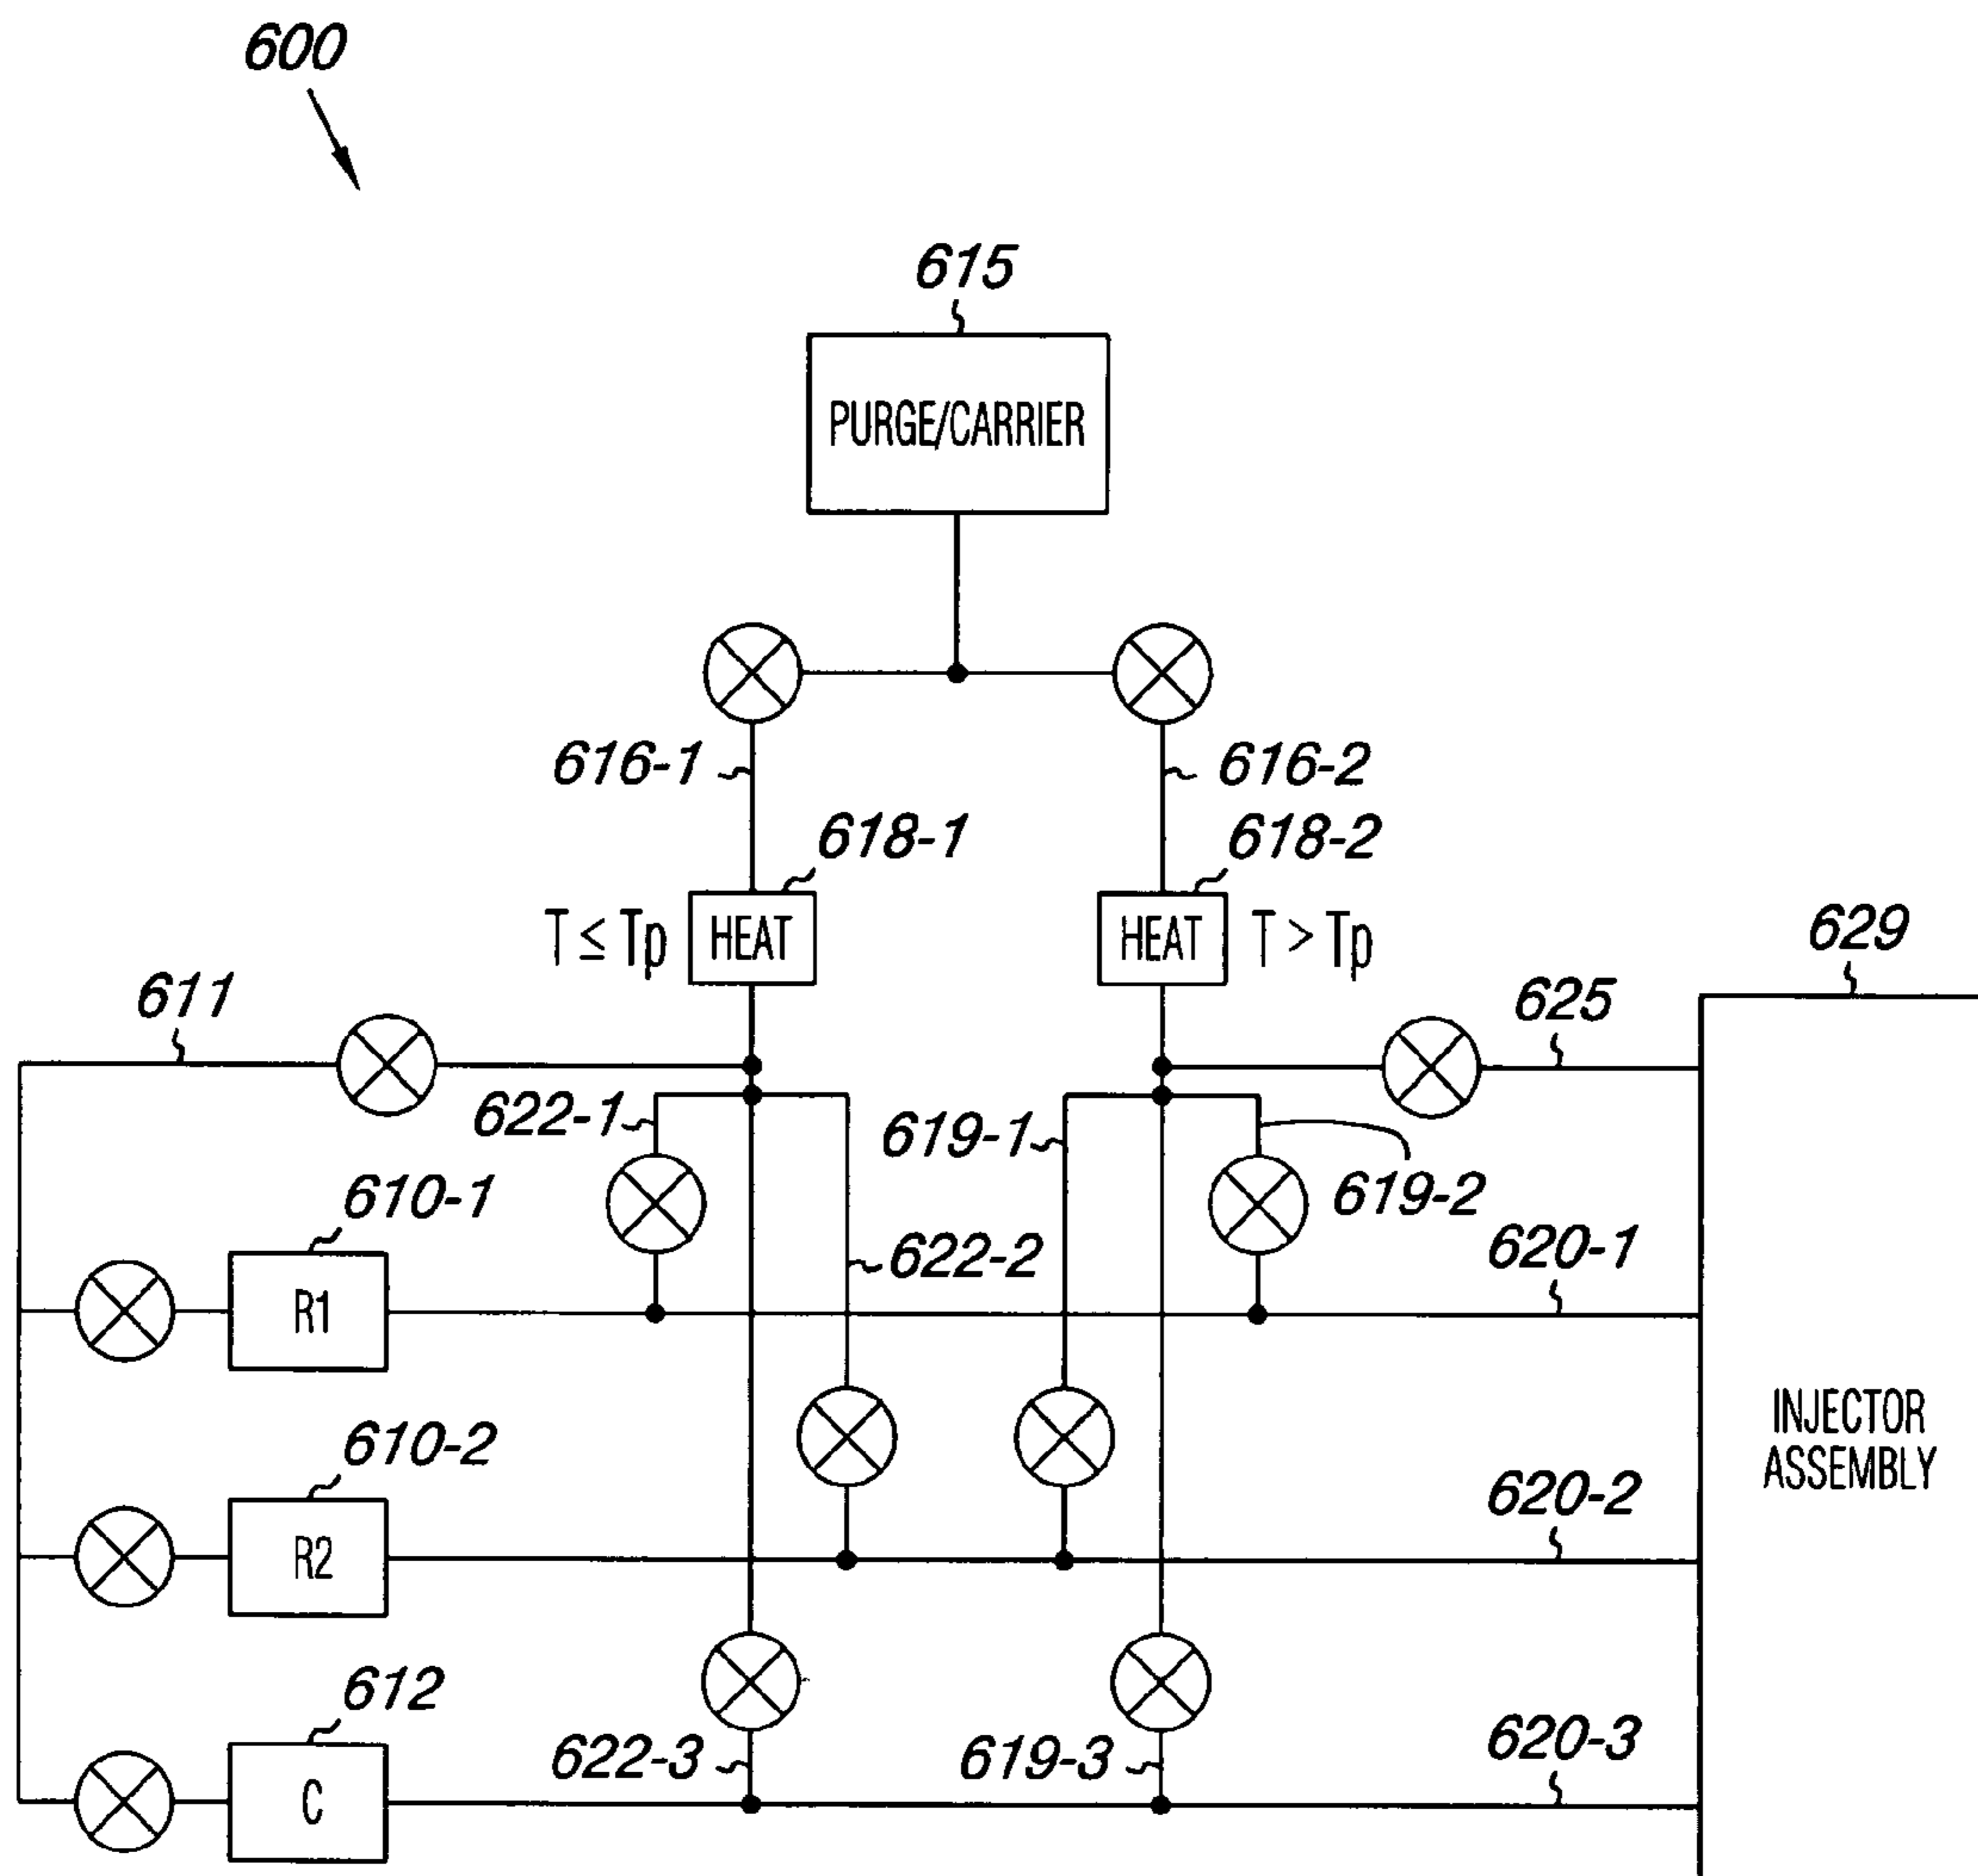 600
615
PURGE/CARRIER
616-1
616-2
618-1
618-2
T ≤ Tp
HEAT
HEAT
T > Tp
629
611
625
622-1
619-1
619-2
610-1
R1
622-2
620-1
INJECTOR
ASSEMBLY
610-2
R2
620-2
612
C
622-3
619-3
620-3